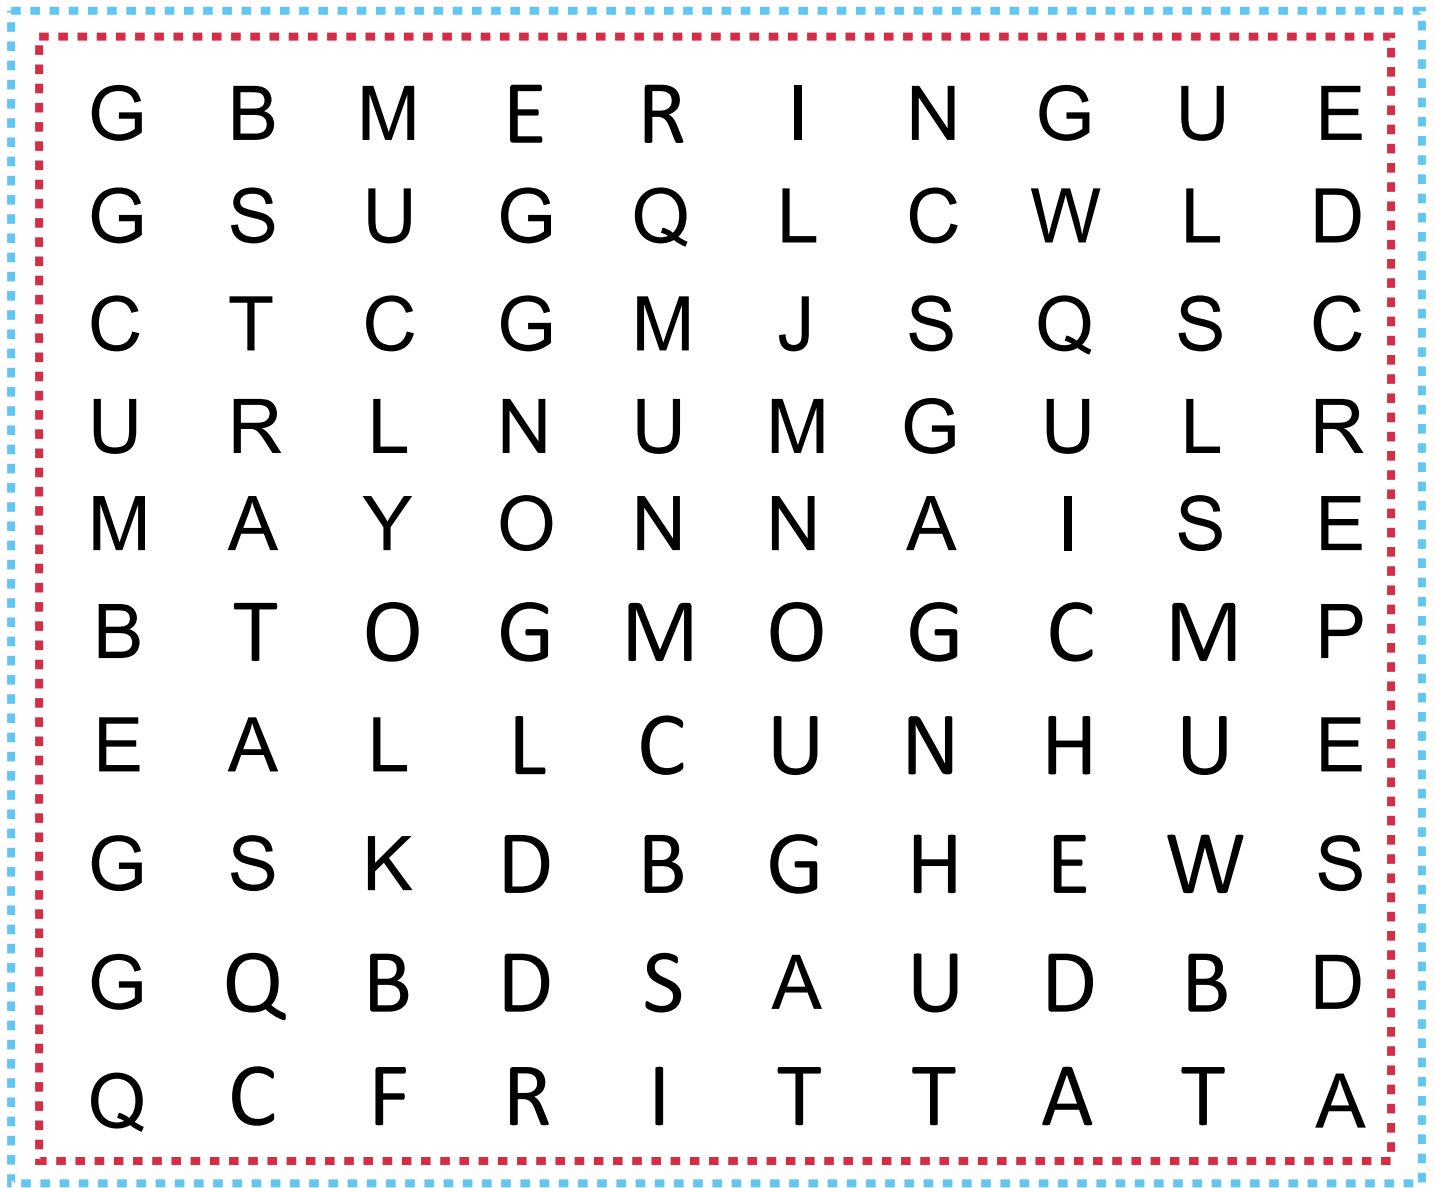 G B M E R I N G U E
G S U G Q L C W L D
C T C G M J S Q S C
U R L N U M G U L R
M A Y O N N A I S E
B T O G M O G C M P
E A L L C U N H U E
G S K D B G H E W S
G Q B D S A U D B D
Q C F R I T T A T A